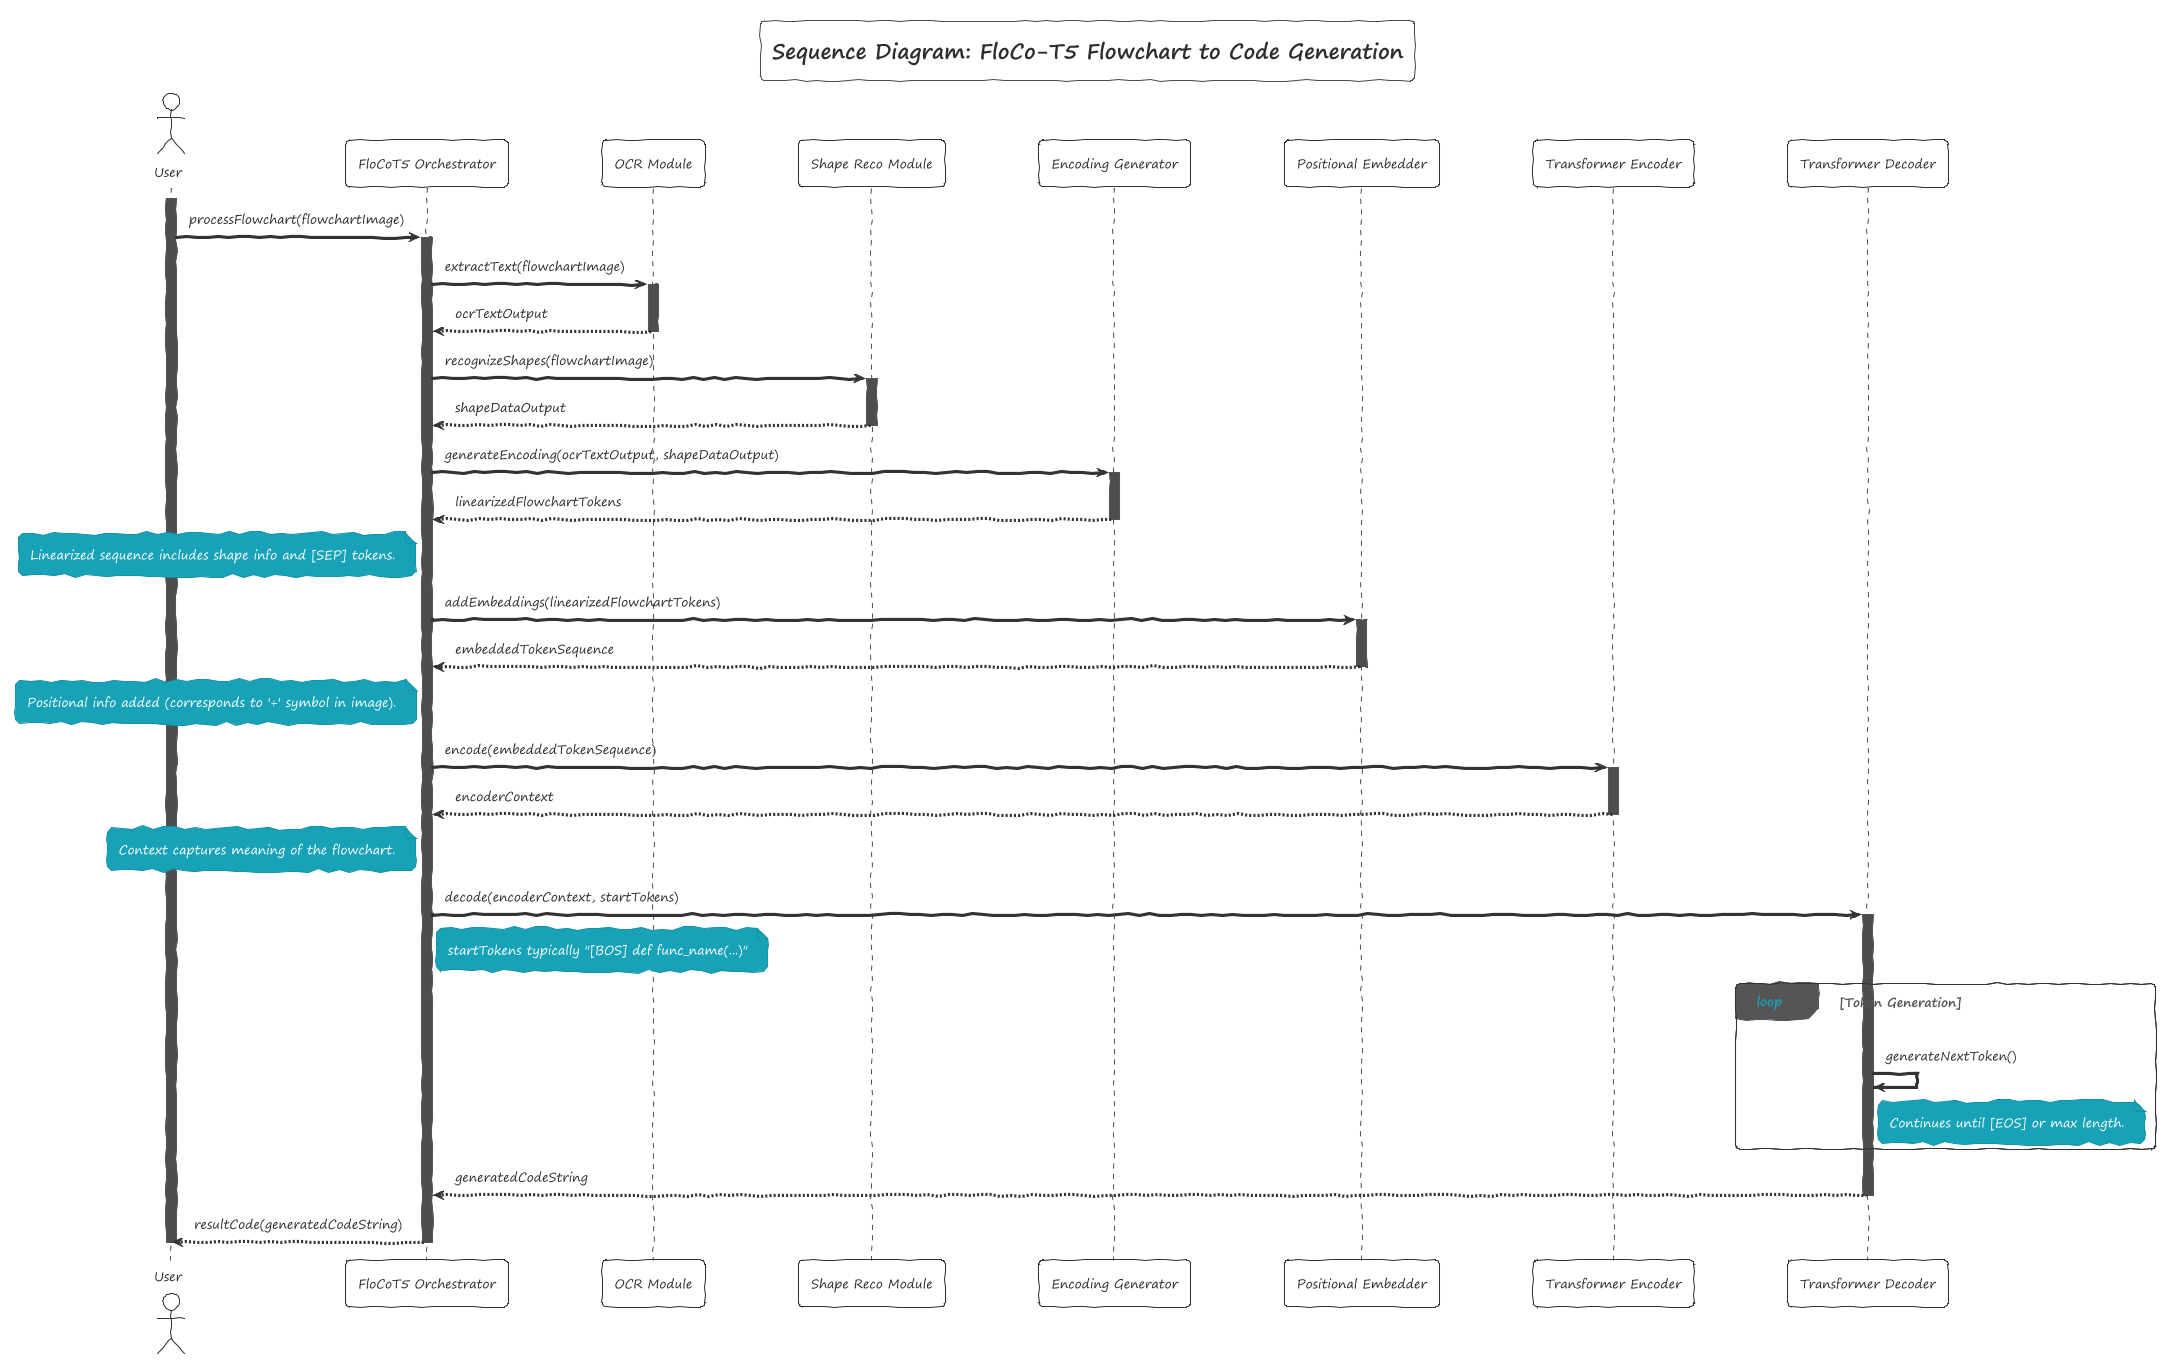 Sequence Diagram: FloCo-T5 Flowchart to Code Generation
User
FloCoT5 Orchestrator
OCR Module
Shape Reco Module
Encoding Generator
Positional Embedder
Transformer Encoder
Transformer Decoder
processFlowchart(flowchartImage)
extractText(flowchartImage)
ocrTextOutput
recognizeShapes(flowchartImage)
shapeDataOutput
generateEncoding(ocrTextOutput, shapeDataOutput)
linearizedFlowchartTokens
Linearized sequence includes shape info and [SEP] tokens.
addEmbeddings(linearizedFlowchartTokens)
embeddedTokenSequence
Positional info added (corresponds to '+' symbol in image).
encode(embeddedTokenSequence)
encoderContext
Context captures meaning of the flowchart.
decode(encoderContext, startTokens)
startTokens typically "[BOS] def func_name(...)"
loop
[Token Generation]
generateNextToken()
Continues until [EOS] or max length.
generatedCodeString
resultCode(generatedCodeString)
User
FloCoT5 Orchestrator
OCR Module
Shape Reco Module
Encoding Generator
Positional Embedder
Transformer Encoder
Transformer Decoder